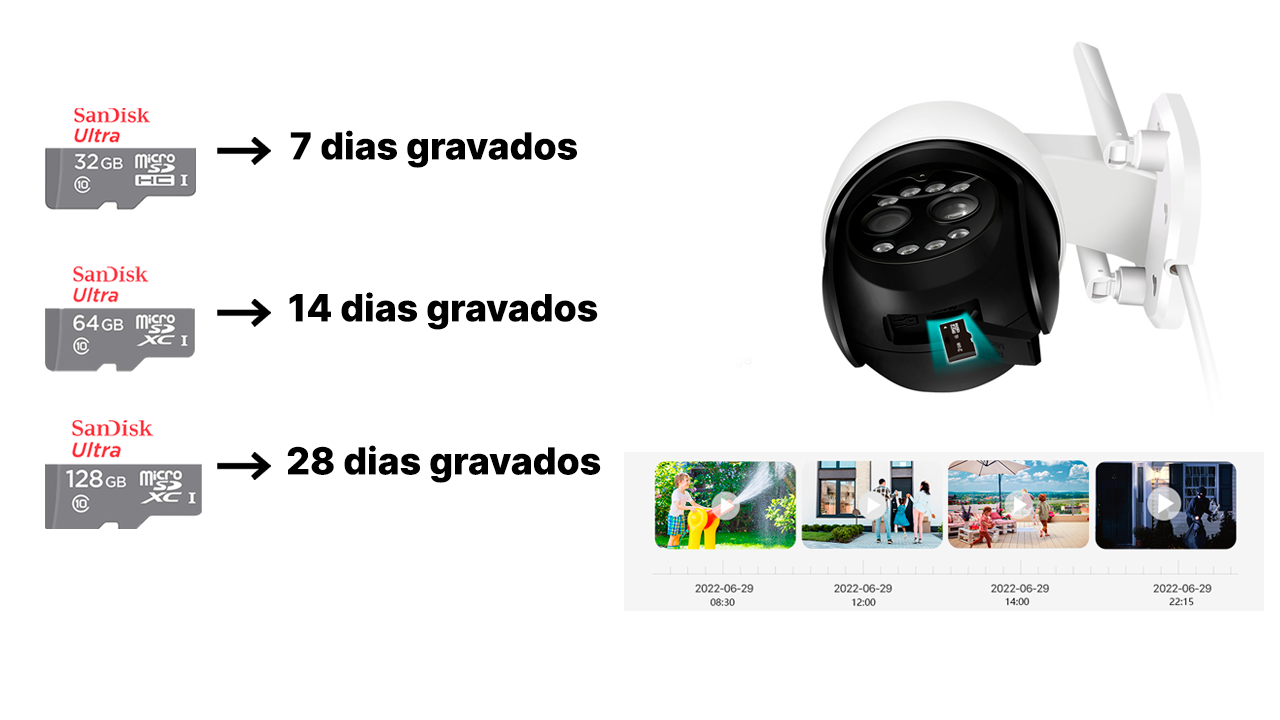 SanDisk
Ultra
32GB
micro
SD
HC I
10
7 dias gravados
SanDisk
Ultra
64GB
micro
SD
XC I
10
14 dias gravados
SanDisk
Ultra
128GB
micro
SD
XC I
10
28 dias gravados
2022-06-29
08:30
2022-06-29
12:00
2022-06-29
14:00
2022-06-29
22:15